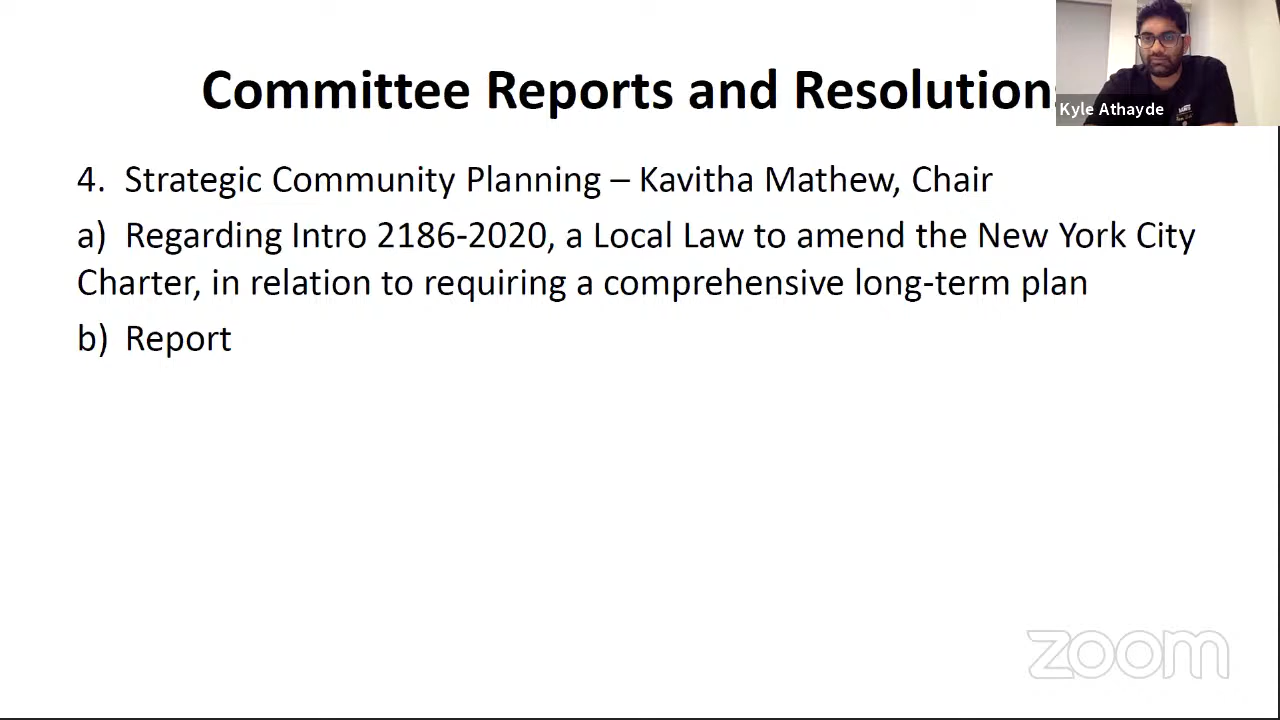 Committee Reports and Resolution
Kyle Athayde
4. Strategic Community Planning – Kavitha Mathew, Chair
a) Regarding Intro 2186-2020, a Local Law to amend the New York City
Charter, in relation to requiring a comprehensive long-term plan
b) Report
zoom